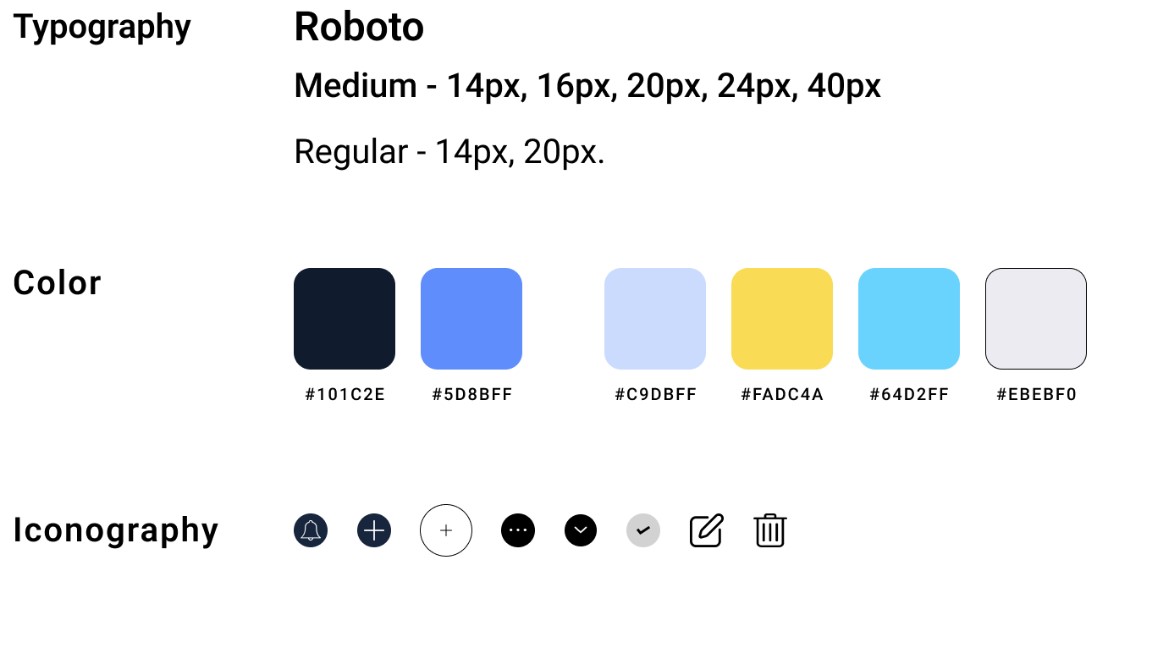 Typography
Roboto
Medium - 14px, 16px, 20px, 24px, 40px
Regular - 14px, 20px.
Color
#101C2E
#5D8BFF
#C9DBFF
#FADC4A
#64D2FF
#EBEBF0
Iconography